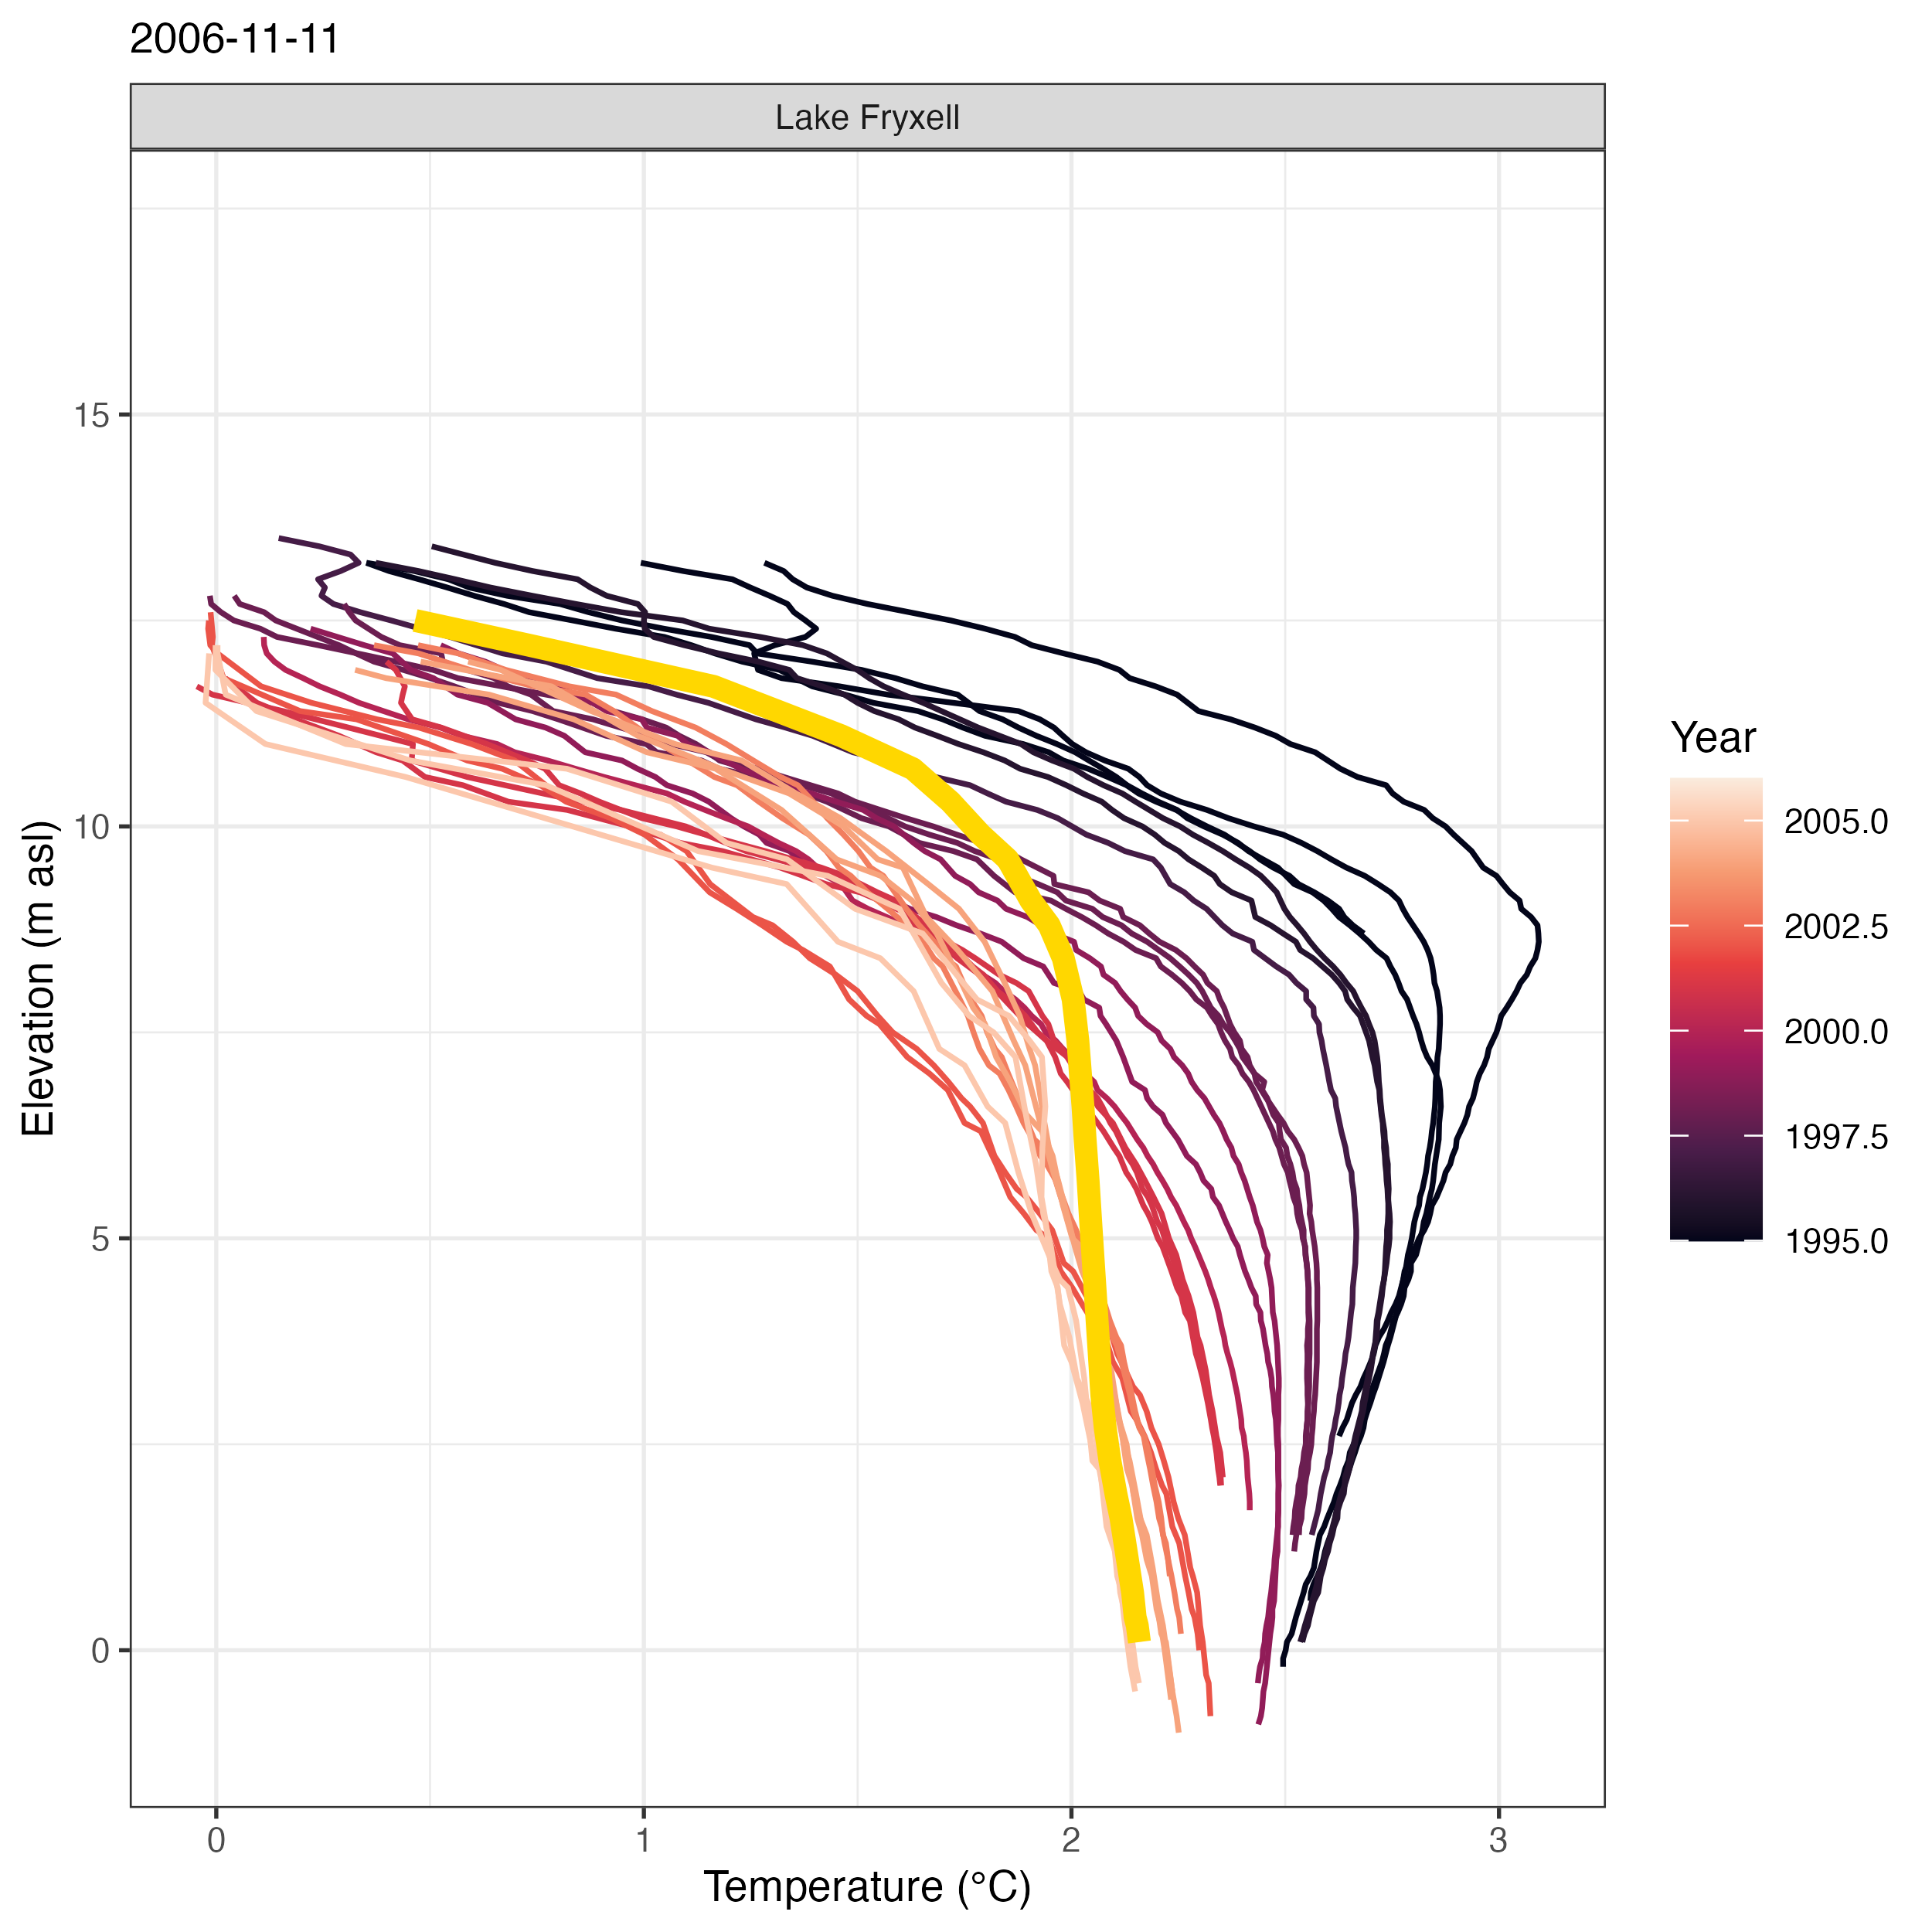 2006-11-11
Lake Fryxell
15
10
5
0
Elevation (m asl)
0 1 2 3
Temperature (°C)
Year
2005.0
2002.5
2000.0
1997.5
1995.0